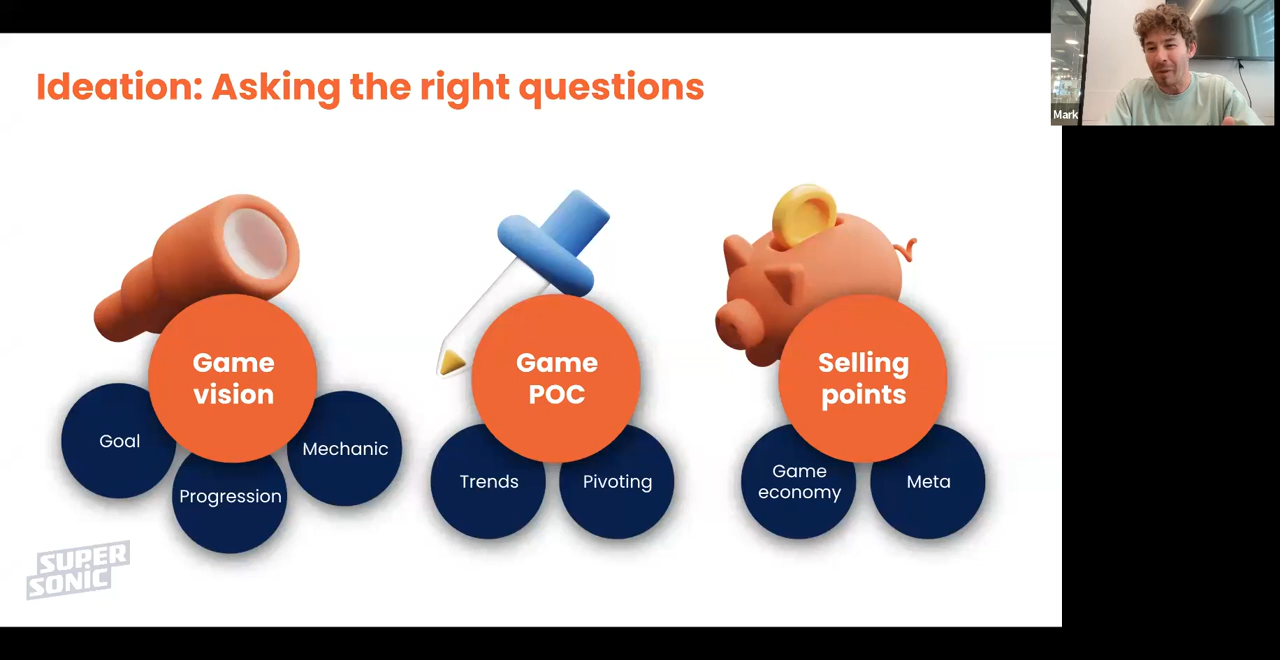 Ideation: Asking the right questions
Mark
Game
vision
Goal
Progression
Mechanic
Game
POC
Trends
Pivoting
Selling
points
Game
economy
Meta
SUPER
SONIC